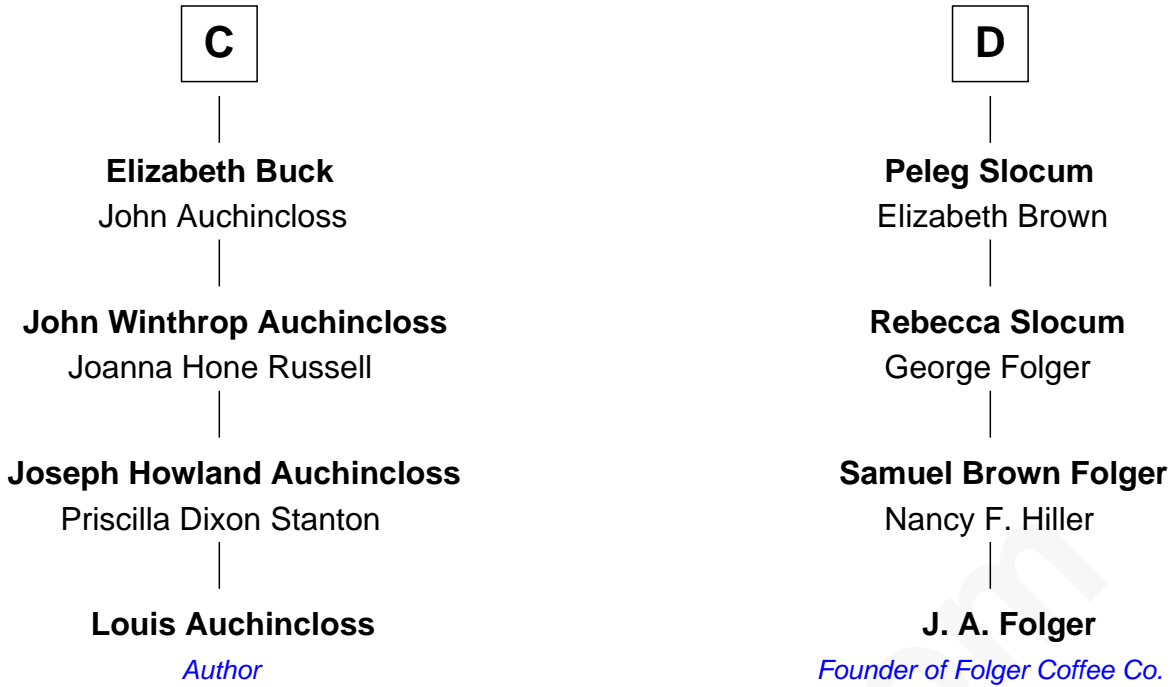 C
Elizabeth Buck
John Auchincloss
John Winthrop Auchincloss
Joanna Hone Russell
Joseph Howland Auchincloss
Priscilla Dixon Stanton
Louis Auchincloss
Author
D
Peleg Slocum
Elizabeth Brown
Rebecca Slocum
George Folger
Samuel Brown Folger
Nancy F. Hiller
J. A. Folger
Founder of Folger Coffee Co.